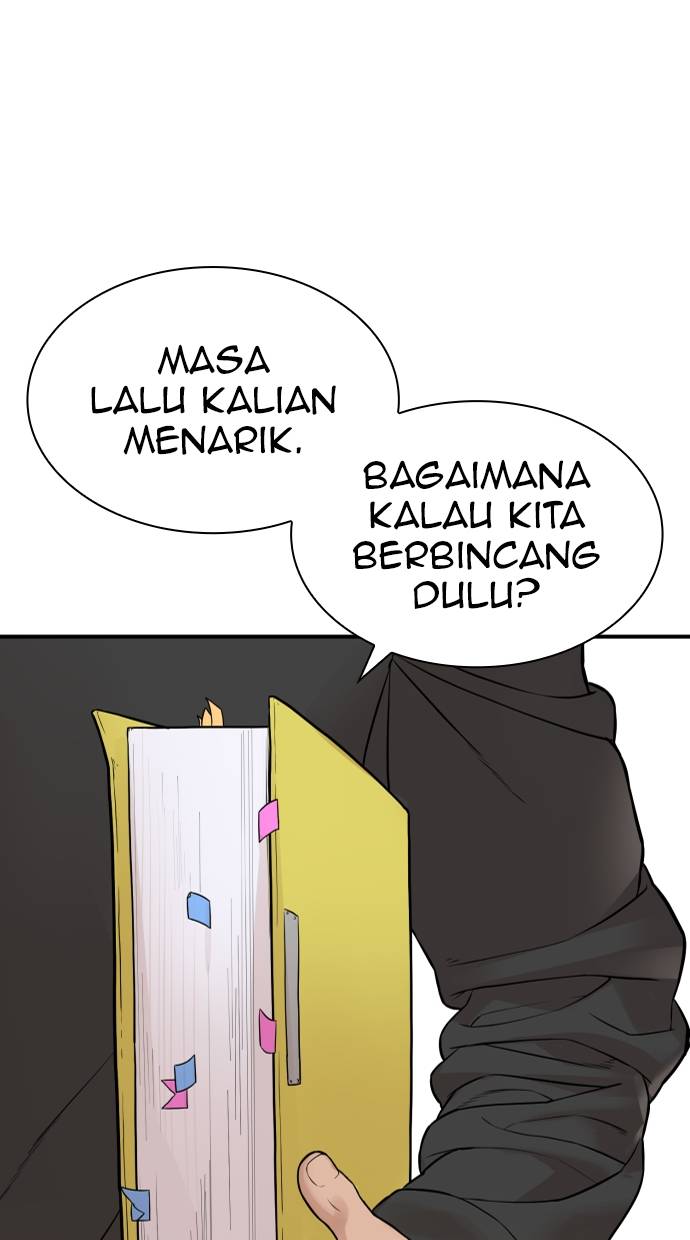 MASA
LALU KALIAN
MENARIK.
BAGAIMANA
KALAU KITA
BERBINCANG
DULU?